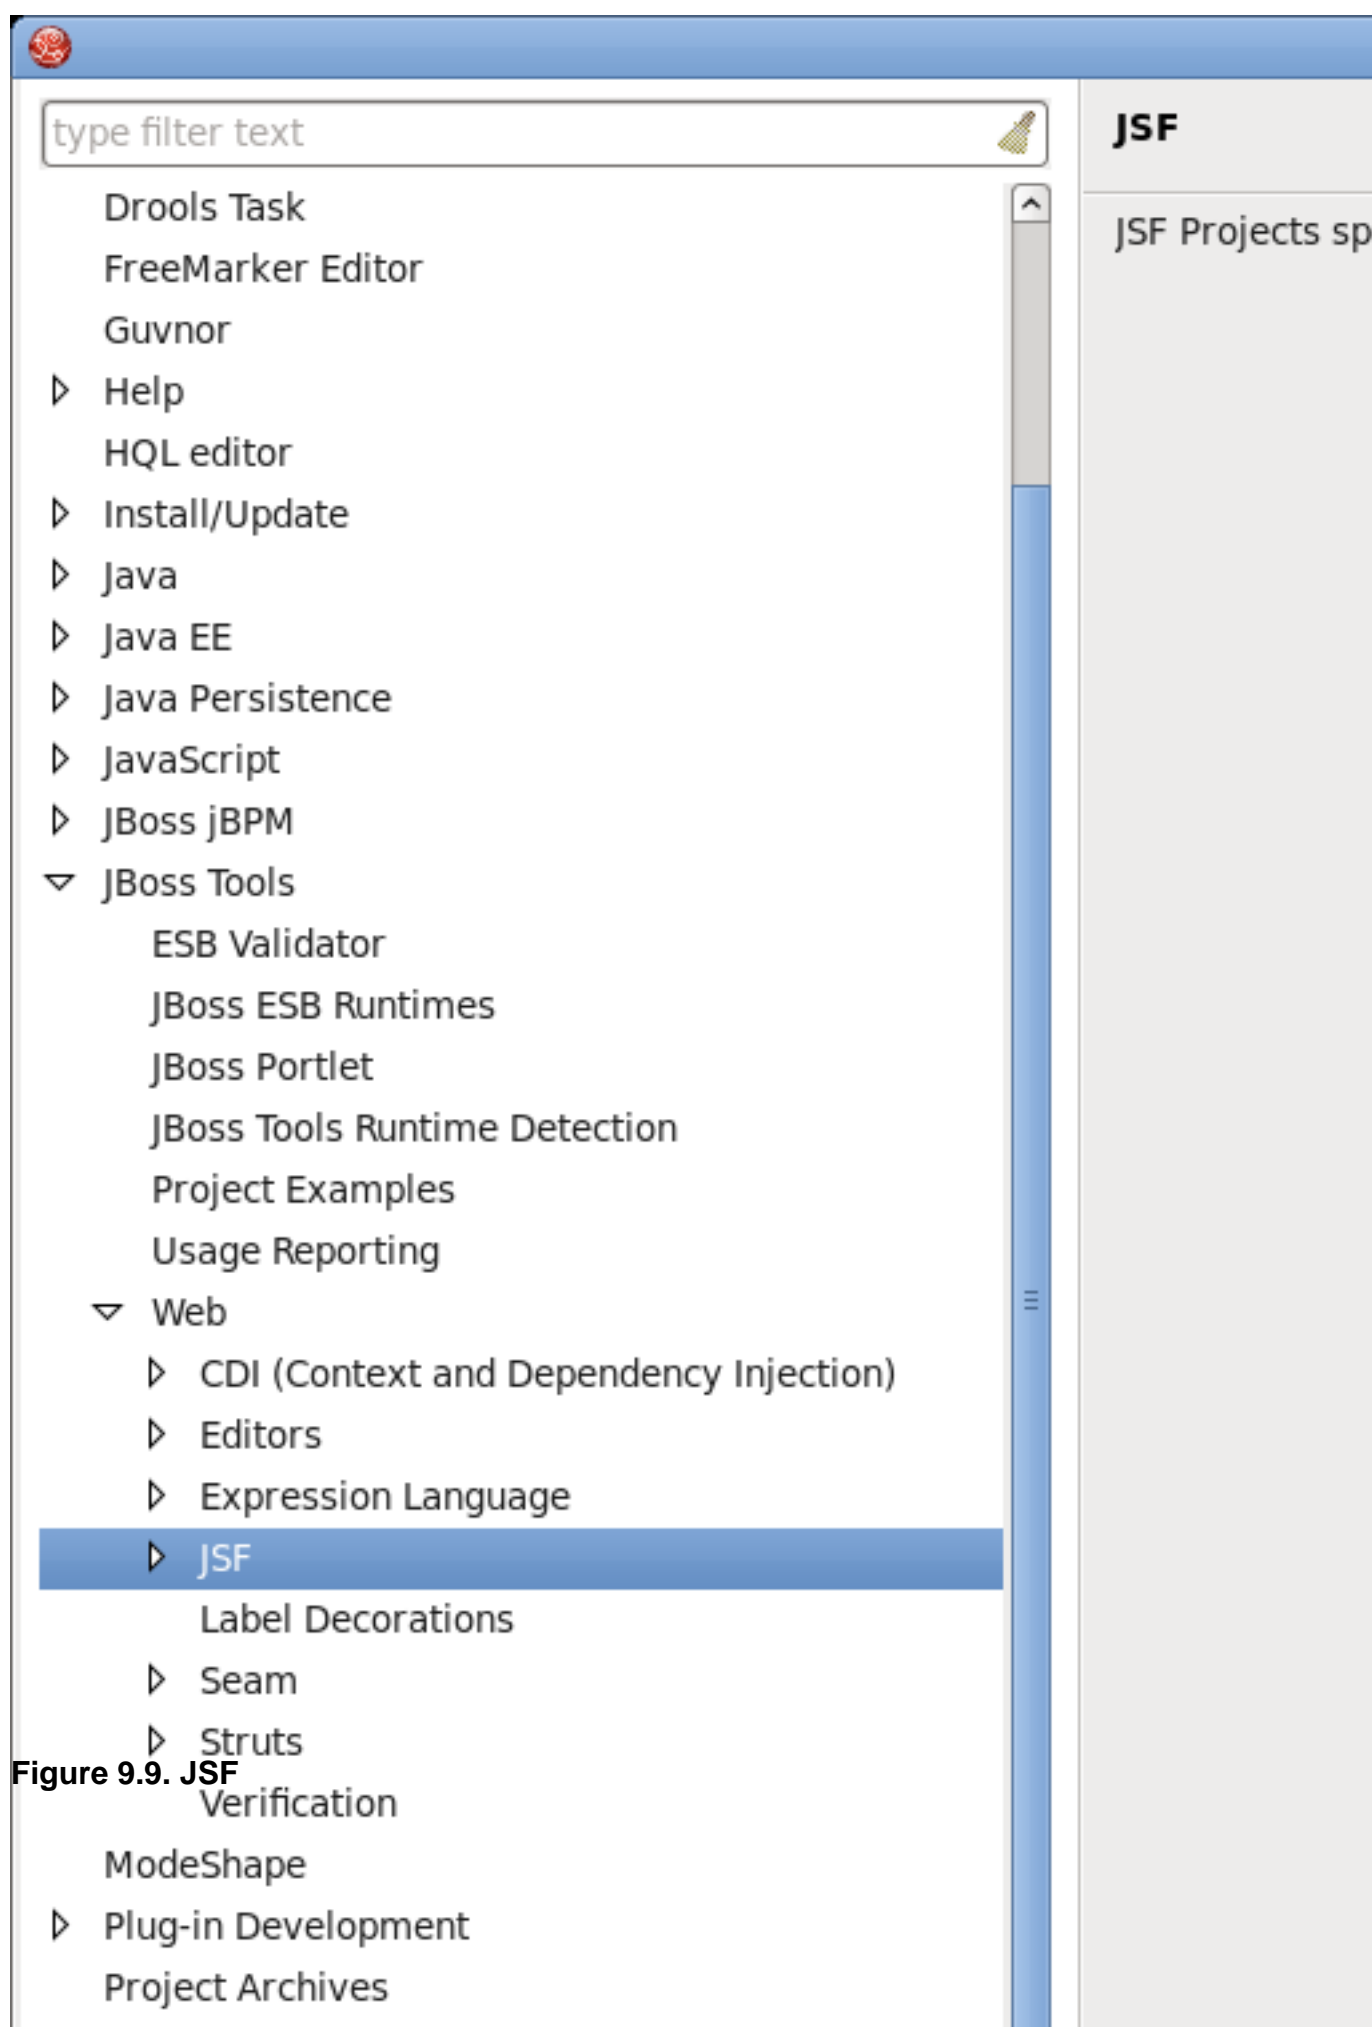 type filter text
JSF
Drools Task
JSF Projects sp
FreeMarker Editor
Guvnor
Help
HQL editor
Install/Update
Java
Java EE
Java Persistence
JavaScript
JBoss jBPM
JBoss Tools
ESB Validator
JBoss ESB Runtimes
JBoss Portlet
JBoss Tools Runtime Detection
Project Examples
Usage Reporting
Web
CDI (Context and Dependency Injection)
Editors
Expression Language
JSF
Label Decorations
Seam
Struts
Figure 9.9. JSF
Verification
ModeShape
Plug-in Development
Project Archives